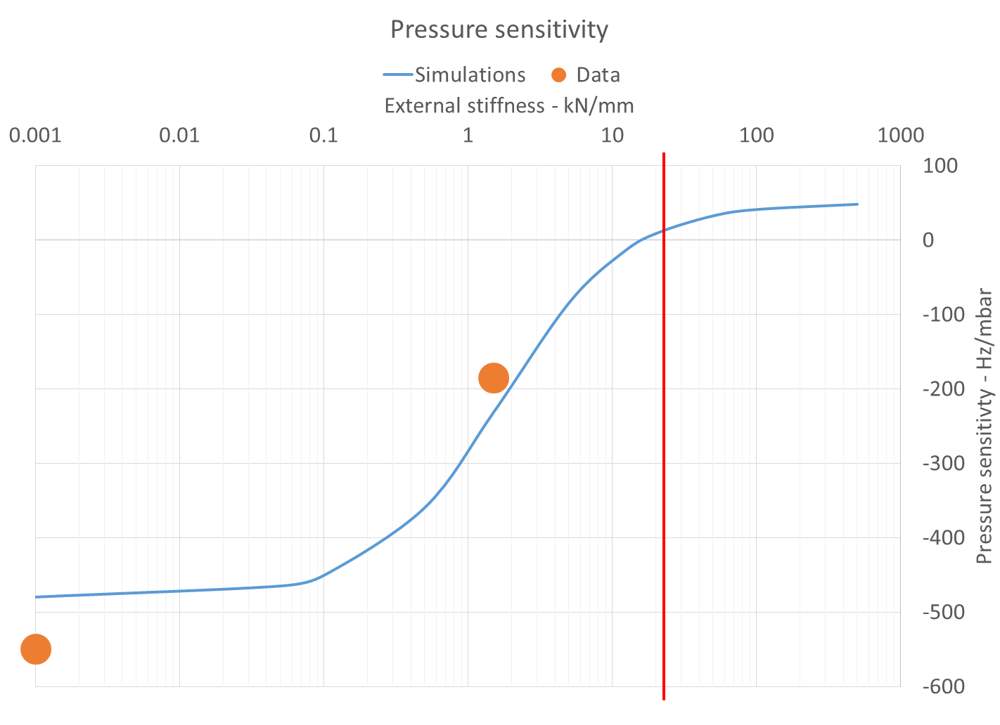 Pressure sensitivity
Simulations Data
External stiffness - kN/mm
0.001 0.01 0.1 1 10 100 1000
100
0
-100
-200
-300
-400
-500
-600
Pressure sensitivty - Hz/mbar